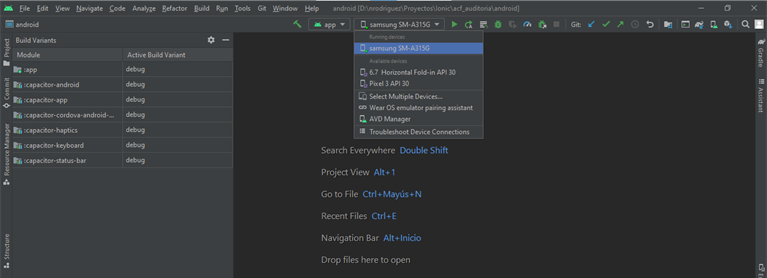 File Edit View Navigate Code Analyze Refactor Build Run Tools Git Window Help android [D:\nrodriguez\Proyectos\Ionic\acf_auditoria\android]
android
app
samsung SM-A315G
Git:
Build Variants
Module Active Build Variant
:app debug
:capacitor-android debug
:capacitor-app debug
:capacitor-cordova-android-... debug
:capacitor-haptics debug
:capacitor-keyboard debug
:capacitor-status-bar debug
Running devices
samsung SM-A315G
Available devices
6.7 Horizontal Fold-in API 30
Pixel 3 API 30
Select Multiple Devices...
Wear OS emulator pairing assistant
AVD Manager
Troubleshoot Device Connections
Search Everywhere Double Shift
Project View Alt+1
Go to File Ctrl+Mayús+N
Recent Files Ctrl+E
Navigation Bar Alt+Inicio
Drop files here to open
Project
Commit
Resource Manager
Structure
Gradle
Assistant